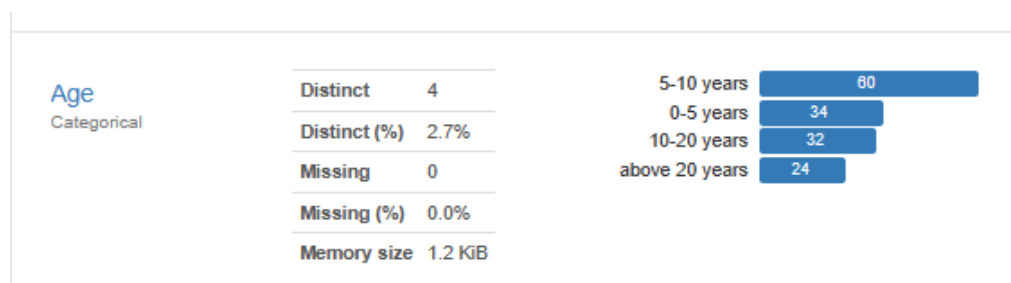 Age
Categorical
Distinct 4
Distinct (%) 2.7%
Missing 0
Missing (%) 0.0%
Memory size 1.2 KiB
5-10 years 60
0-5 years 34
10-20 years 32
above 20 years 24